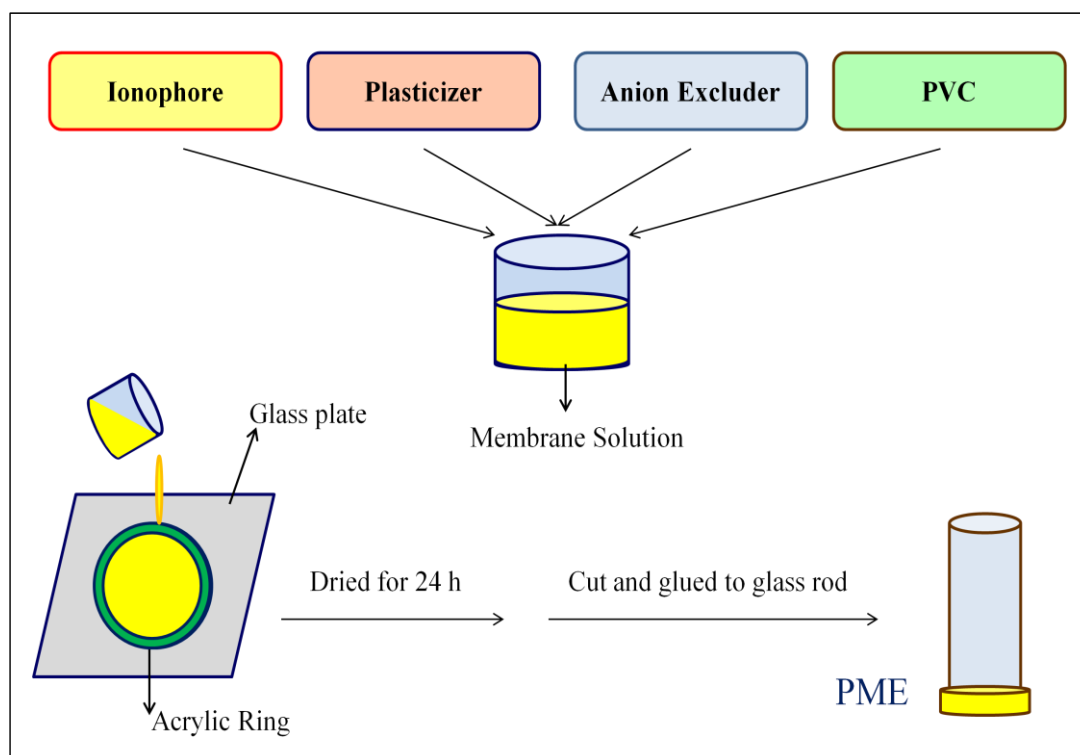 Ionophore
Plasticizer
Anion Excluder
PVC
Membrane Solution
Glass plate
Dried for 24 h
Cut and glued to glass rod
PME
Acrylic Ring